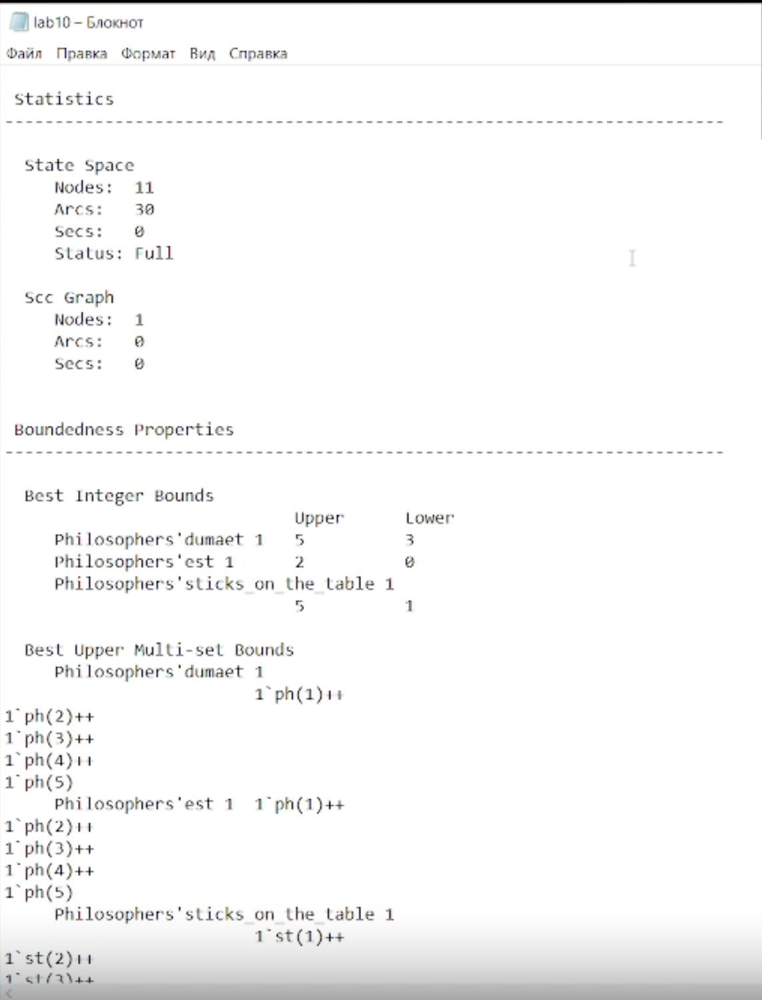 lab10 – Блокнот
Файл Правка Формат Вид Справка
Statistics
------------------------------------------------------------------------
State Space
Nodes: 11
Arcs: 30
Secs: 0
Status: Full
Scc Graph
Nodes: 1
Arcs: 0
Secs: 0
Boundedness Properties
------------------------------------------------------------------------
Best Integer Bounds
Upper Lower
Philosophers'dumaet 1 5 3
Philosophers'est 1 2 0
Philosophers'sticks_on_the_table 1
5 1
Best Upper Multi-set Bounds
Philosophers'dumaet 1
1`ph(1)++
1`ph(2)++
1`ph(3)++
1`ph(4)++
1`ph(5)
Philosophers'est 1 1`ph(1)++
1`ph(2)++
1`ph(3)++
1`ph(4)++
1`ph(5)
Philosophers'sticks_on_the_table 1
1`st(1)++
1`st(2)++
1`st(3)++